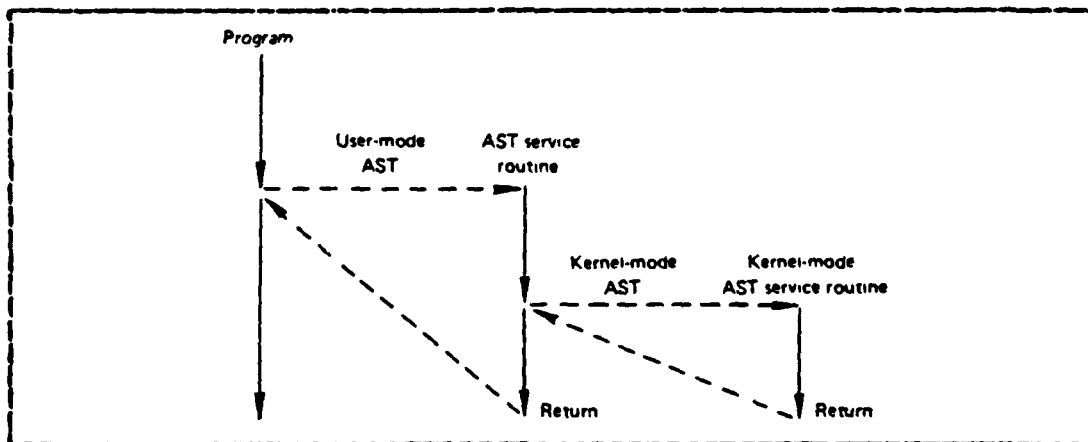 Program
User-mode
AST
AST service
routine
Kernel-mode
AST
Kernel-mode
AST service routine
Return
Return